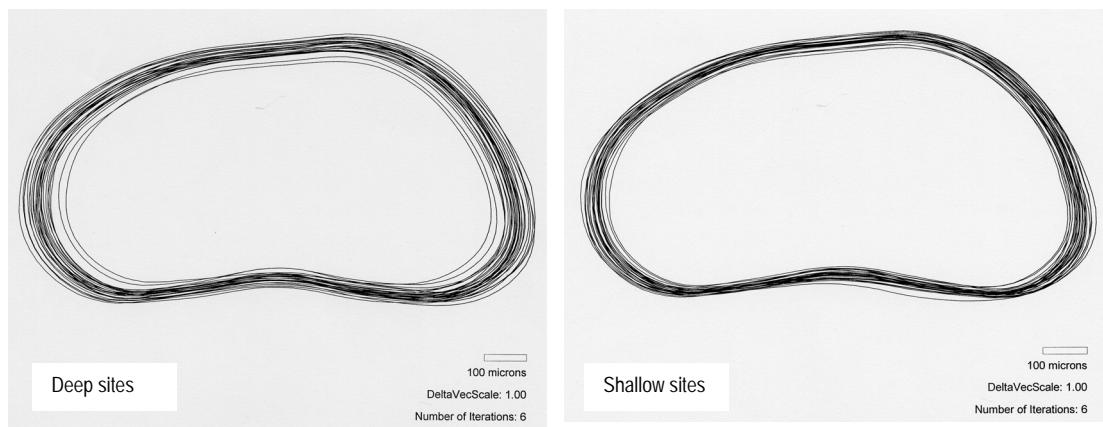 100 microns
Deep sites
DeltaVecScale: 1.00
Number of Iterations: 6
100 microns
Shallow sites
DeltaVecScale: 1.00
Number of Iterations: 6